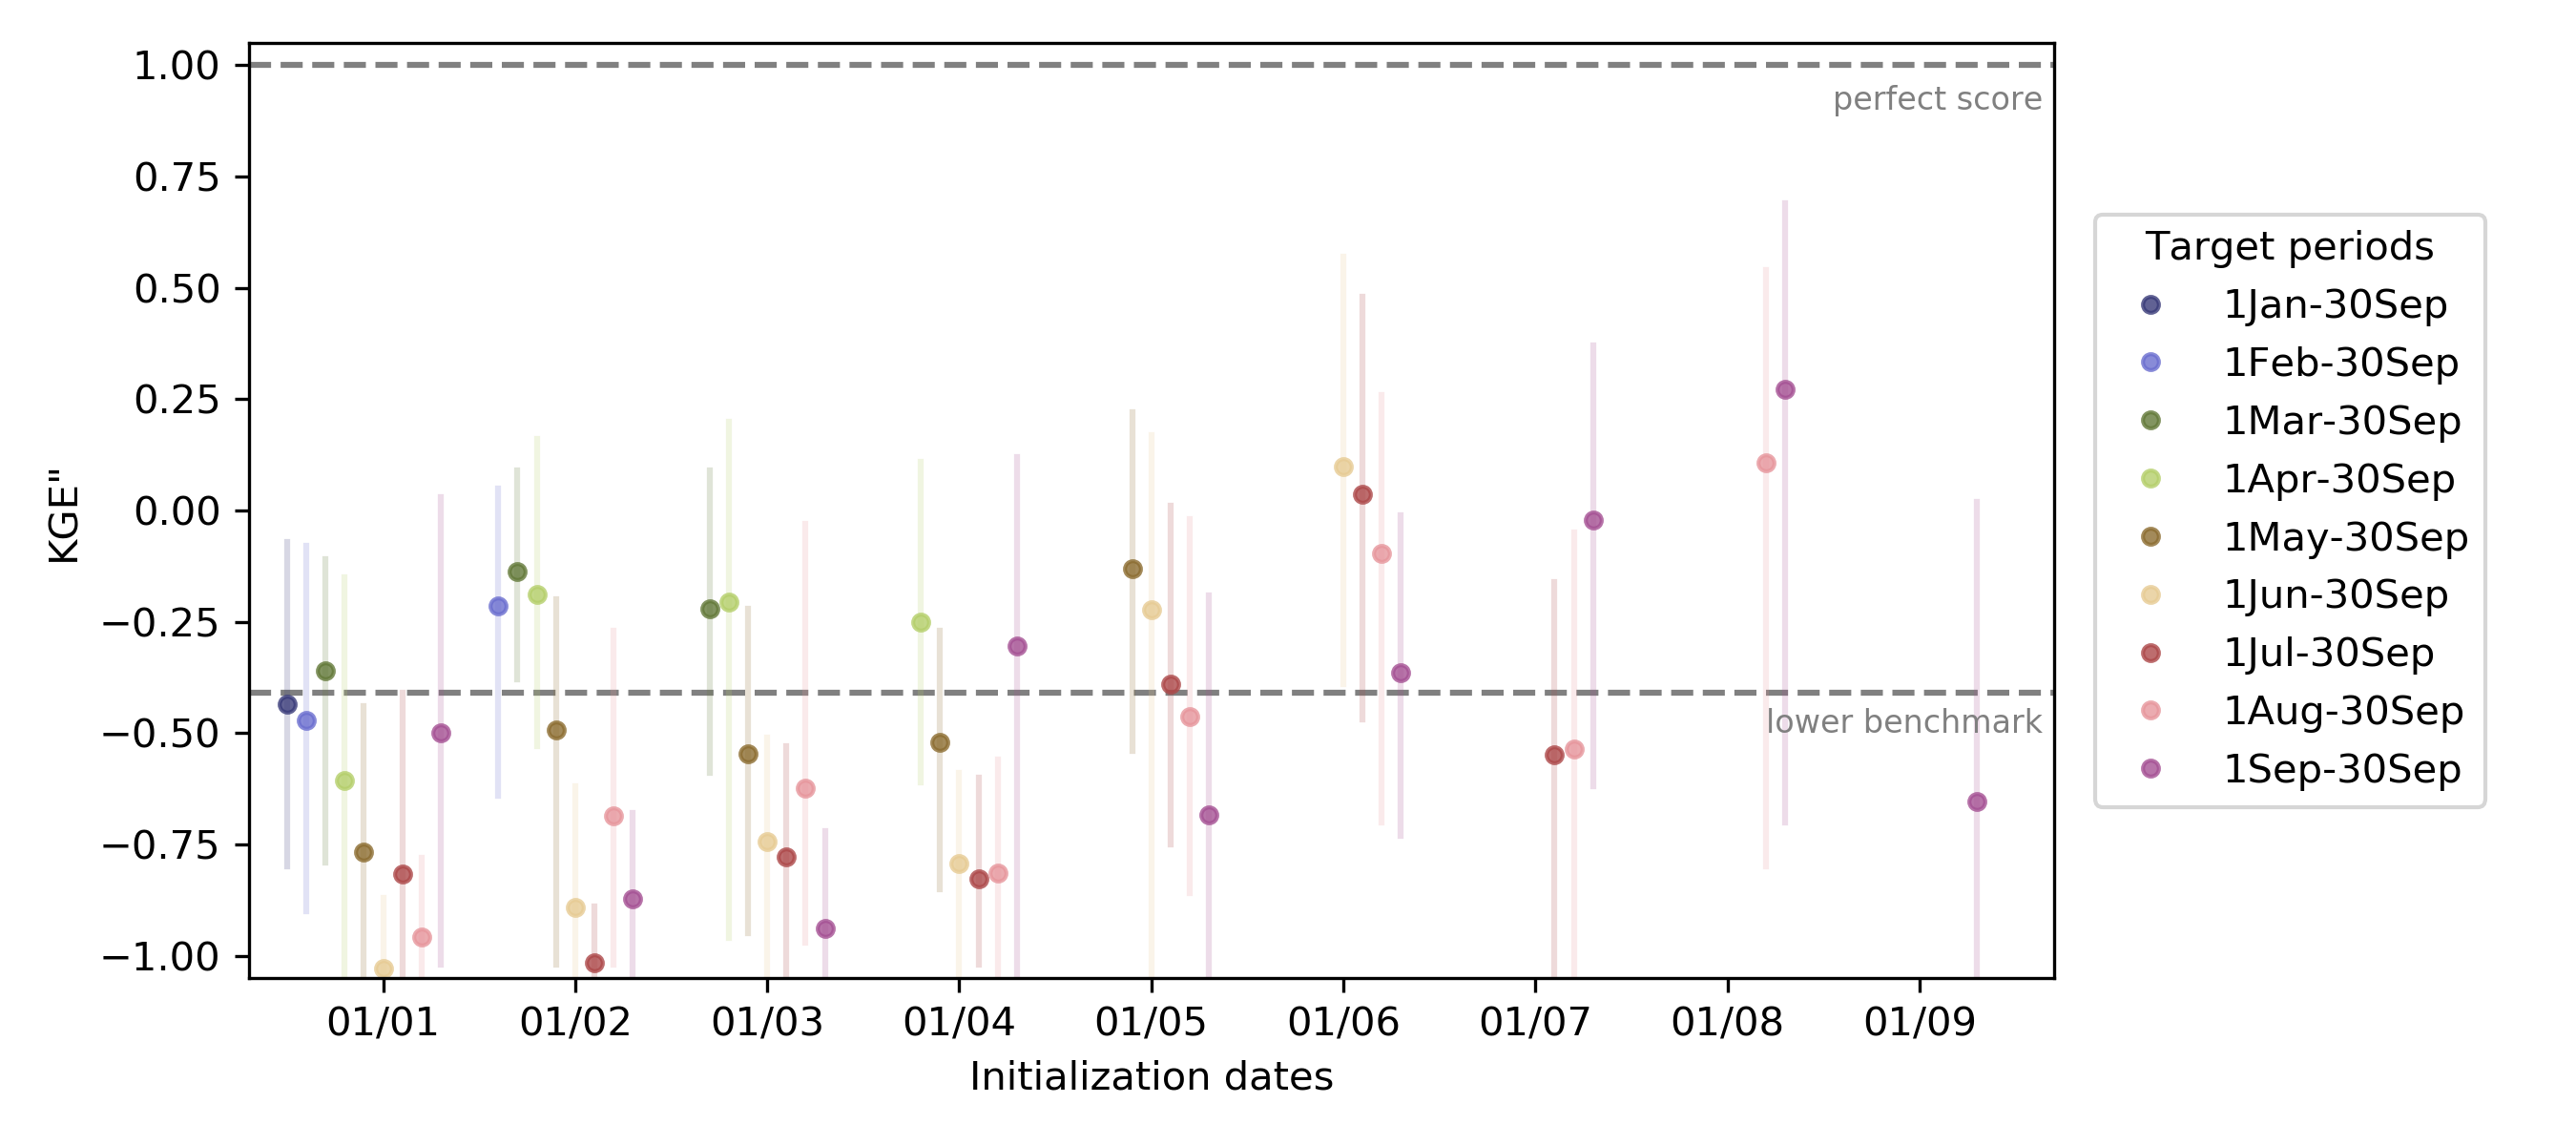 1.00
perfect score
0.75
0.50
0.25
0.00
−0.25
−0.50
−0.75
−1.00
lower benchmark
KGE"
01/01 01/02 01/03 01/04 01/05 01/06 01/07 01/08 01/09
Initialization dates
Target periods
1Jan-30Sep
1Feb-30Sep
1Mar-30Sep
1Apr-30Sep
1May-30Sep
1Jun-30Sep
1Jul-30Sep
1Aug-30Sep
1Sep-30Sep